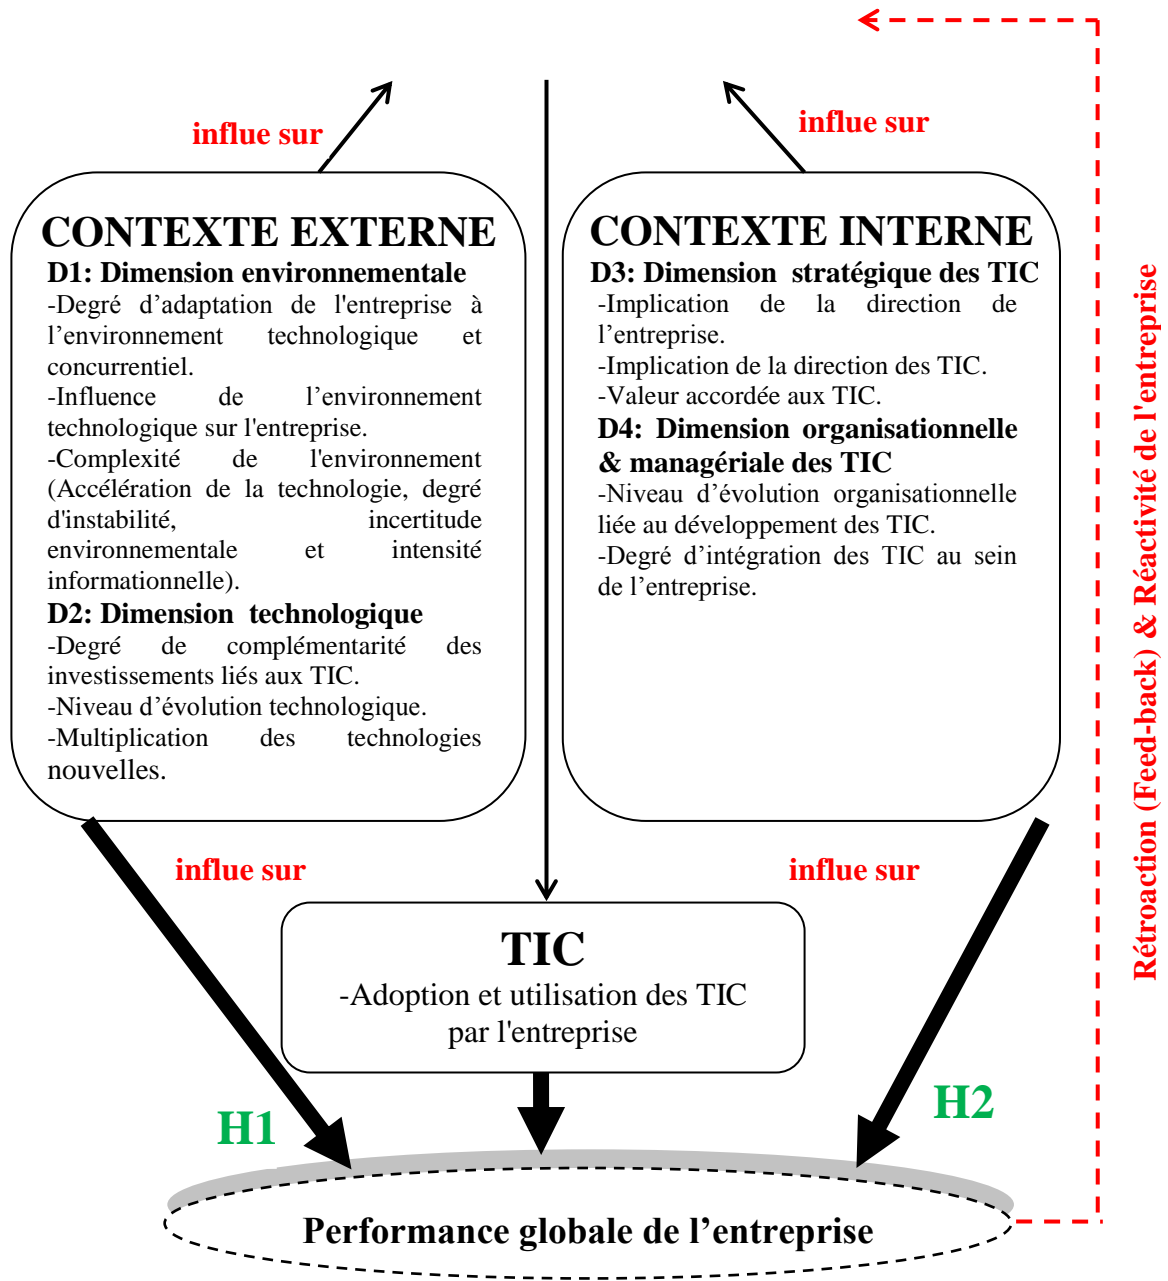 influe sur
influe sur
CONTEXTE EXTERNE
D1: Dimension environnementale
-Degré d’adaptation de l'entreprise à
l’environnement technologique et
concurrentiel.
-Influence de l’environnement
technologique sur l'entreprise.
-Complexité de l'environnement
(Accélération de la technologie, degré
d'instabilité, incertitude
environnementale et intensité
informationnelle).
D2: Dimension technologique
-Degré de complémentarité des
investissements liés aux TIC.
-Niveau d’évolution technologique.
-Multiplication des technologies
nouvelles.
CONTEXTE INTERNE
D3: Dimension stratégique des TIC
-Implication de la direction de
l’entreprise.
-Implication de la direction des TIC.
-Valeur accordée aux TIC.
D4: Dimension organisationnelle
& managériale des TIC
-Niveau d’évolution organisationnelle
liée au développement des TIC.
-Degré d’intégration des TIC au sein
de l’entreprise.
Rétroaction (Feed-back) & Réactivité de l'entreprise
influe sur
influe sur
TIC
-Adoption et utilisation des TIC
par l'entreprise
H1
H2
Performance globale de l’entreprise